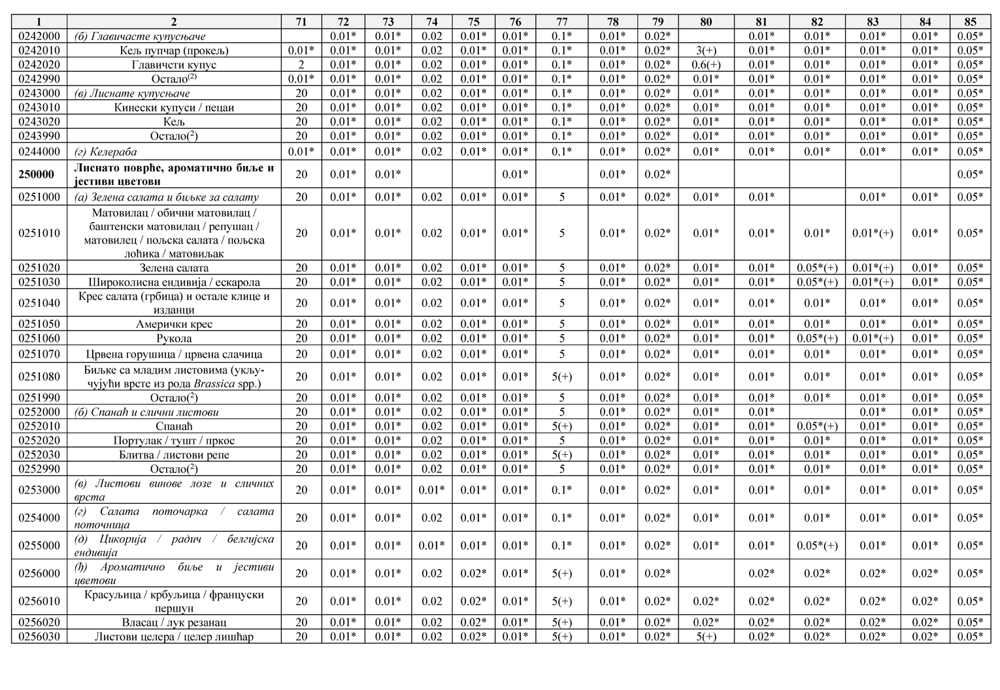 1 2 71 72 73 74 75 76 77 78 79 80 81 82 83 84 85
0242000 (б) Главичасте купусњаче 0.01* 0.01* 0.02 0.01* 0.01* 0.1* 0.01* 0.02* 0.01* 0.01* 0.01* 0.01* 0.05*
0242010 Кељ пупчар (прокељ) 0.01* 0.01* 0.01* 0.02 0.01* 0.01* 0.1* 0.01* 0.02* 3(+) 0.01* 0.01* 0.01* 0.01* 0.05*
0242020 Главичсти купус 2 0.01* 0.01* 0.02 0.01* 0.01* 0.1* 0.01* 0.02* 0.6(+) 0.01* 0.01* 0.01* 0.01* 0.05*
0242990 Остало(2) 0.01* 0.01* 0.01* 0.02 0.01* 0.01* 0.1* 0.01* 0.02* 0.01* 0.01* 0.01* 0.01* 0.01* 0.05*
0243000 (в) Лиснате купусњаче 20 0.01* 0.01* 0.02 0.01* 0.01* 0.1* 0.01* 0.02* 0.01* 0.01* 0.01* 0.01* 0.01* 0.05*
0243010 Кинески купуси / пецаи 20 0.01* 0.01* 0.02 0.01* 0.01* 0.1* 0.01* 0.02* 0.01* 0.01* 0.01* 0.01* 0.01* 0.05*
0243020 Кељ 20 0.01* 0.01* 0.02 0.01* 0.01* 0.1* 0.01* 0.02* 0.01* 0.01* 0.01* 0.01* 0.01* 0.05*
0243990 Остало(2) 20 0.01* 0.01* 0.02 0.01* 0.01* 0.1* 0.01* 0.02* 0.01* 0.01* 0.01* 0.01* 0.01* 0.05*
0244000 (г) Келераба 0.01* 0.01* 0.01* 0.02 0.01* 0.01* 0.1* 0.01* 0.02* 0.01* 0.01* 0.01* 0.01* 0.01* 0.05*
Лиснато поврће, ароматично биље и
250000 јестиви цветови 20 0.01* 0.01* 0.01* 0.01* 0.02* 0.05*
0251000 (а) Зелена салата и биљке за салату 20 0.01* 0.01* 0.02 0.01* 0.01* 5 0.01* 0.02* 0.01* 0.01* 0.01* 0.01* 0.05*
Матовилац / обични матовилац /
баштенски матовилац / репушац /
0251010 матовилец / пољска салата / пољска 20 0.01* 0.01* 0.02 0.01* 0.01* 5 0.01* 0.02* 0.01* 0.01* 0.01* 0.01*(+) 0.01* 0.05*
лоћика / матовиљак
0251020 Зелена салата 20 0.01* 0.01* 0.02 0.01* 0.01* 5 0.01* 0.02* 0.01* 0.01* 0.05*(+) 0.01*(+) 0.01* 0.05*
0251030 Широколисна ендивија / ескарола 20 0.01* 0.01* 0.02 0.01* 0.01* 5 0.01* 0.02* 0.01* 0.01* 0.05*(+) 0.01*(+) 0.01* 0.05*
Крес салата (грбица) и остале клице и
0251040 изданци 20 0.01* 0.01* 0.02 0.01* 0.01* 5 0.01* 0.02* 0.01* 0.01* 0.01* 0.01* 0.01* 0.05*
0251050 Амерички крес 20 0.01* 0.01* 0.02 0.01* 0.01* 5 0.01* 0.02* 0.01* 0.01* 0.01* 0.01* 0.01* 0.05*
0251060 Рукола 20 0.01* 0.01* 0.02 0.01* 0.01* 5 0.01* 0.02* 0.01* 0.01* 0.05*(+) 0.01*(+) 0.01* 0.05*
0251070 Црвена горушица / црвена слачица 20 0.01* 0.01* 0.02 0.01* 0.01* 5 0.01* 0.02* 0.01* 0.01* 0.01* 0.01* 0.01* 0.05*
Биљке са младим листовима (укљу-
0251080 чујући врсте из рода Brassica spp.) 20 0.01* 0.01* 0.02 0.01* 0.01* 5(+) 0.01* 0.02* 0.01* 0.01* 0.01* 0.01* 0.01* 0.05*
0251990 Остало(2) 20 0.01* 0.01* 0.02 0.01* 0.01* 5 0.01* 0.02* 0.01* 0.01* 0.01* 0.01* 0.01* 0.05*
0252000 (б) Спанаћ и слични листови 20 0.01* 0.01* 0.02 0.01* 0.01* 5 0.01* 0.02* 0.01* 0.01* 0.01* 0.01* 0.05*
0252010 Спанаћ 20 0.01* 0.01* 0.02 0.01* 0.01* 5(+) 0.01* 0.02* 0.01* 0.01* 0.05*(+) 0.01* 0.01* 0.05*
0252020 Портулак / тушт / пркос 20 0.01* 0.01* 0.02 0.01* 0.01* 5 0.01* 0.02* 0.01* 0.01* 0.01* 0.01* 0.01* 0.05*
0252030 Блитва / листови репе 20 0.01* 0.01* 0.02 0.01* 0.01* 5(+) 0.01* 0.02* 0.01* 0.01* 0.01* 0.01* 0.01* 0.05*
0252990 Остало(2) 20 0.01* 0.01* 0.02 0.01* 0.01* 5 0.01* 0.02* 0.01* 0.01* 0.01* 0.01* 0.01* 0.05*
(в) Листови винове лозе и сличних
0253000 врста 20 0.01* 0.01* 0.01* 0.01* 0.01* 0.1* 0.01* 0.02* 0.01* 0.01* 0.01* 0.01* 0.01* 0.05*
(г) Салата поточарка / салата
0254000 поточница 20 0.01* 0.01* 0.02 0.01* 0.01* 0.1* 0.01* 0.02* 0.01* 0.01* 0.01* 0.01* 0.01* 0.05*
(д) Цикорија / радич / белгијска
0255000 ендивија 20 0.01* 0.01* 0.01* 0.01* 0.01* 0.1* 0.01* 0.02* 0.01* 0.01* 0.05*(+) 0.01* 0.01* 0.05*
(ђ) Ароматично биље и јестиви
0256000 цветови 20 0.01* 0.01* 0.02 0.02* 0.01* 5(+) 0.01* 0.02* 0.02* 0.02* 0.02* 0.02* 0.05*
Красуљица / крбуљица / француски
0256010 першун 20 0.01* 0.01* 0.02 0.02* 0.01* 5(+) 0.01* 0.02* 0.02* 0.02* 0.02* 0.02* 0.02* 0.05*
0256020 Власац / лук резанац 20 0.01* 0.01* 0.02 0.02* 0.01* 5(+) 0.01* 0.02* 0.02* 0.02* 0.02* 0.02* 0.02* 0.05*
0256030 Листови целера / целер лишћар 20 0.01* 0.01* 0.02 0.02* 0.01* 5(+) 0.01* 0.02* 5(+) 0.02* 0.02* 0.02* 0.02* 0.05*